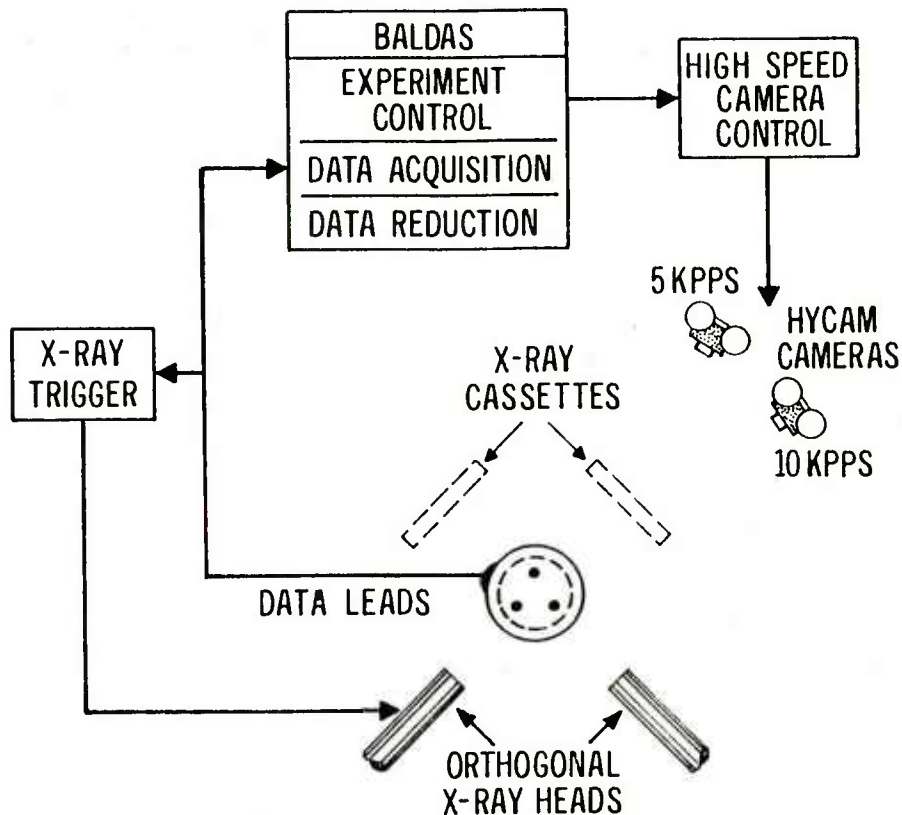 BALDAS
EXPERIMENT
CONTROL
DATA ACQUISITION
DATA REDUCTION
HIGH SPEED
CAMERA
CONTROL
5 KPPS
HYCAM
CAMERAS
10 KPPS
X-RAY
TRIGGER
X-RAY
CASSETTES
DATA LEADS
ORTHOGONAL
X-RAY HEADS